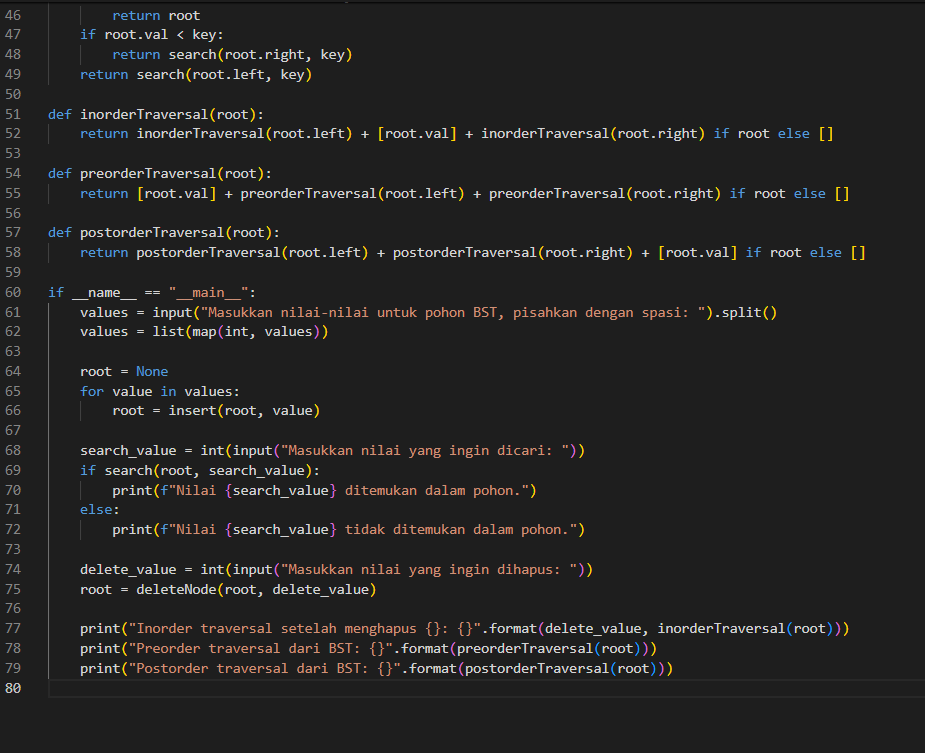 46 return root
47 if root.val < key:
48 return search(root.right, key)
49 return search(root.left, key)
50
51 def inorderTraversal(root):
52 return inorderTraversal(root.left) + [root.val] + inorderTraversal(root.right) if root else []
53
54 def preorderTraversal(root):
55 return [root.val] + preorderTraversal(root.left) + preorderTraversal(root.right) if root else []
56
57 def postorderTraversal(root):
58 return postorderTraversal(root.left) + postorderTraversal(root.right) + [root.val] if root else []
59
60 if __name__ == "__main__":
61 values = input("Masukkan nilai-nilai untuk pohon BST, pisahkan dengan spasi: ").split()
62 values = list(map(int, values))
63
64 root = None
65 for value in values:
66 root = insert(root, value)
67
68 search_value = int(input("Masukkan nilai yang ingin dicari: "))
69 if search(root, search_value):
70 print(f"Nilai {search_value} ditemukan dalam pohon.")
71 else:
72 print(f"Nilai {search_value} tidak ditemukan dalam pohon.")
73
74 delete_value = int(input("Masukkan nilai yang ingin dihapus: "))
75 root = deleteNode(root, delete_value)
76
77 print("Inorder traversal setelah menghapus {}: {}".format(delete_value, inorderTraversal(root)))
78 print("Preorder traversal dari BST: {}".format(preorderTraversal(root)))
79 print("Postorder traversal dari BST: {}".format(postorderTraversal(root)))
80